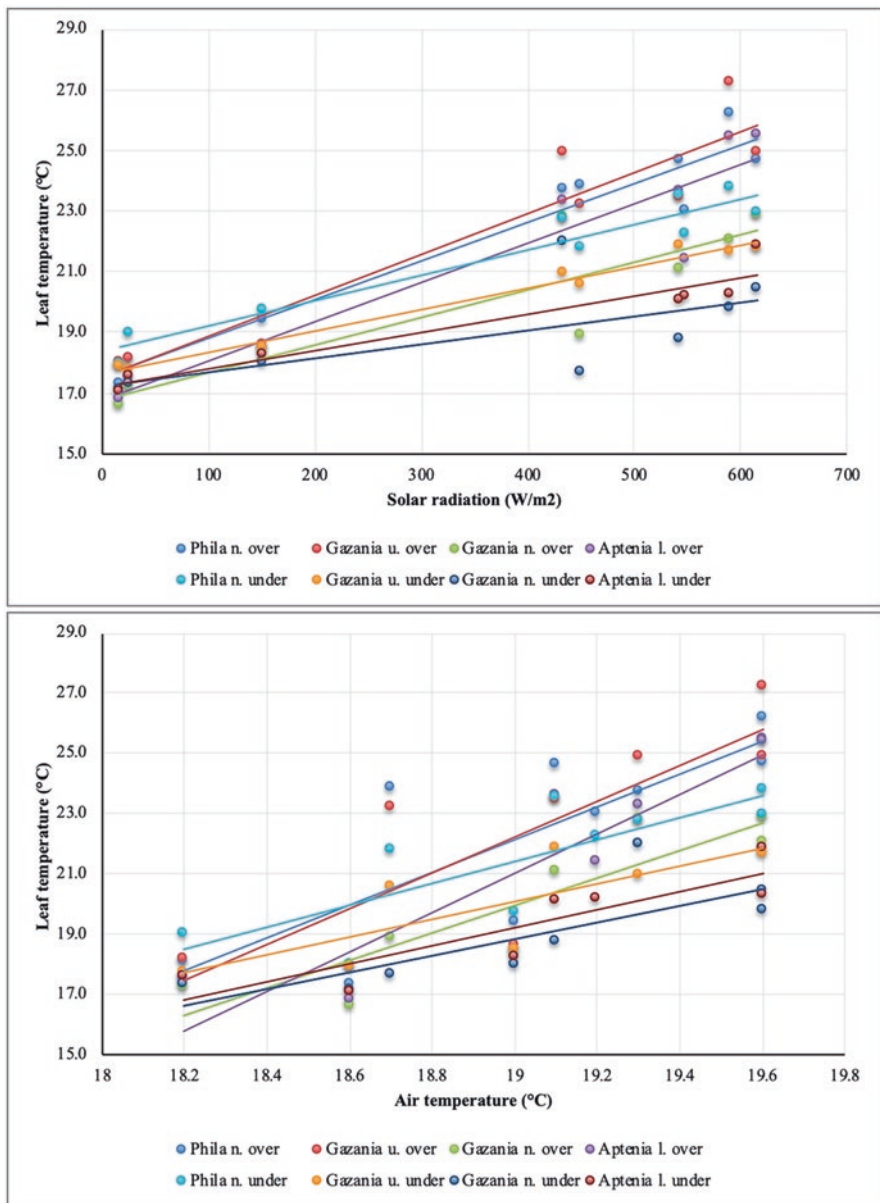 29.0
27.0
25.0
23.0
21.0
19.0
17.0
15.0
Leaf temperature (°C)
0 100 200 300 400 500 600 700
Solar radiation (W/m2)
Phila n. over Gazania u. over Gazania n. over Aptenia l. over
Phila n. under Gazania u. under Gazania n. under Aptenia l. under
29.0
27.0
25.0
23.0
21.0
19.0
17.0
15.0
Leaf temperature (°C)
18 18.2 18.4 18.6 18.8 19 19.2 19.4 19.6 19.8
Air temperature (°C)
Phila n. over Gazania u. over Gazania n. over Aptenia l. over
Phila n. under Gazania u. under Gazania n. under Aptenia l. under